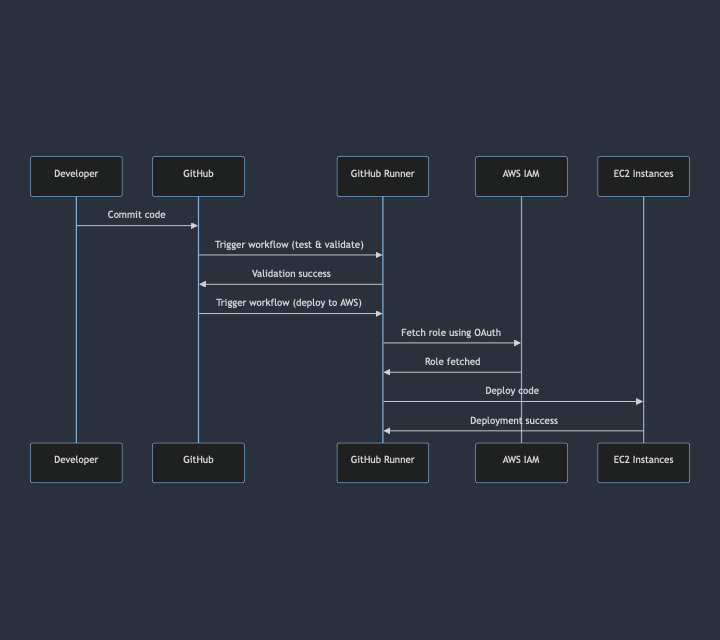 Developer
GitHub
GitHub Runner
AWS IAM
EC2 Instances
Commit code
Trigger workflow (test & validate)
Validation success
Trigger workflow (deploy to AWS)
Fetch role using OAuth
Role fetched
Deploy code
Deployment success
Developer
GitHub
GitHub Runner
AWS IAM
EC2 Instances